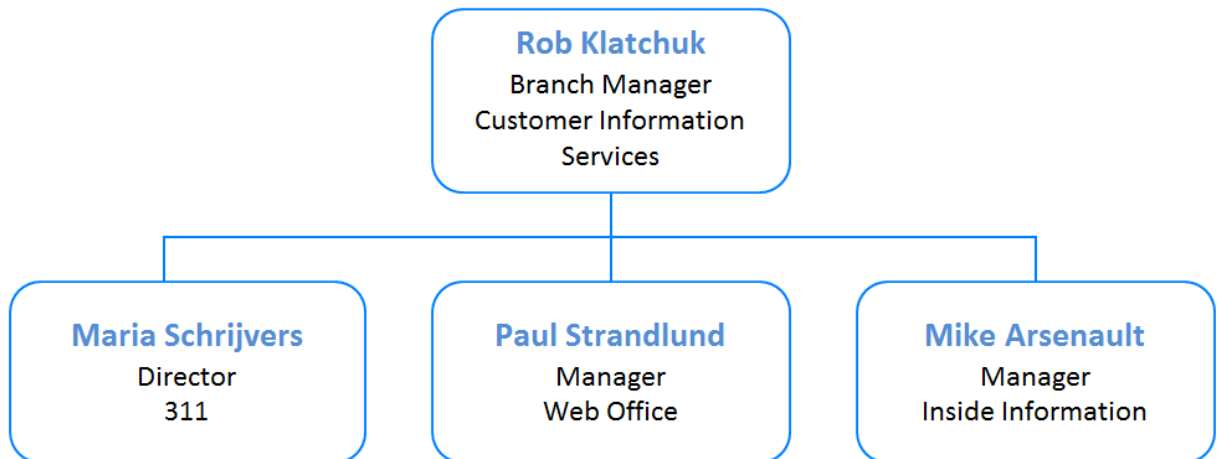 Rob Klatchuk
Branch Manager
Customer Information
Services
Maria Schrijvers
Director
311
Paul Strandlund
Manager
Web Office
Mike Arsenault
Manager
Inside Information